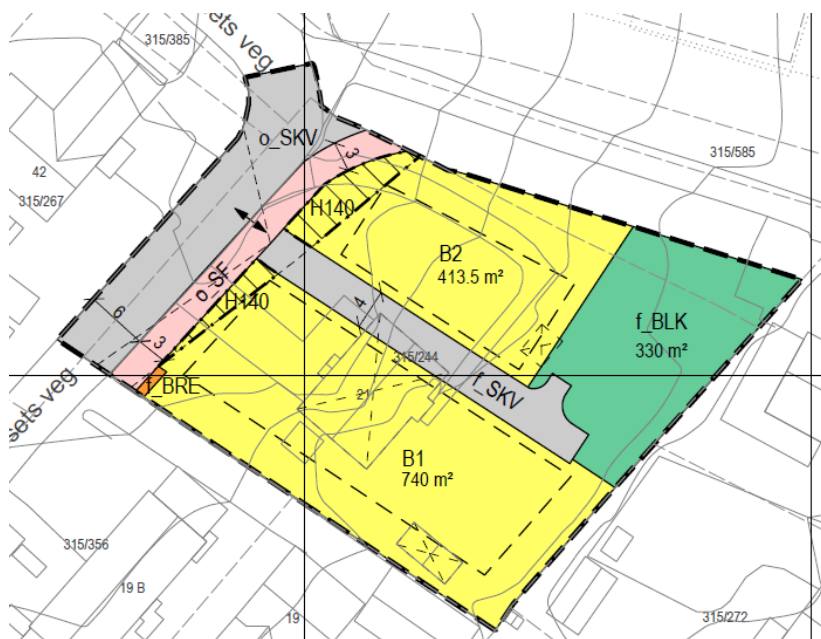 sets veg
315/385
o_SKV
3
315/585
42
315/267
H140
B2
413.5 m²
o_SF
H140
f_BLK
330 m²
6
3
4
315/244
f_BRE
21
f_SKV
sets veg
B1
740 m²
315/356
19 B
19
315/272